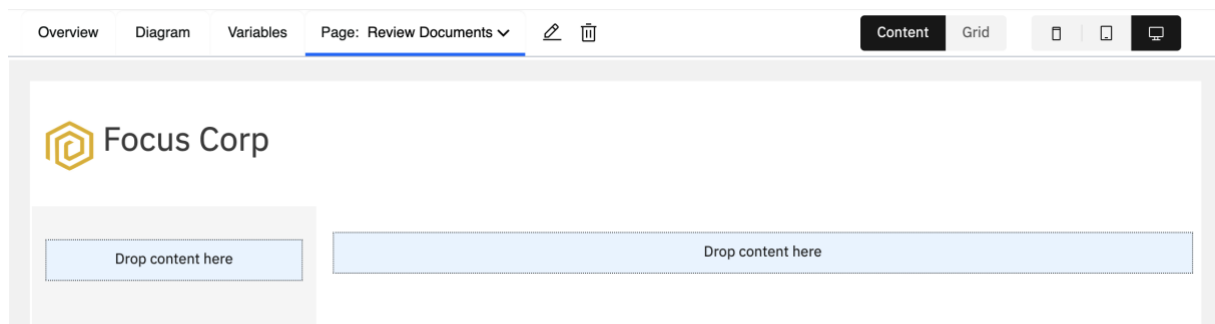 Overview Diagram Variables Page: Review Documents Content Grid
Focus Corp
Drop content here Drop content here